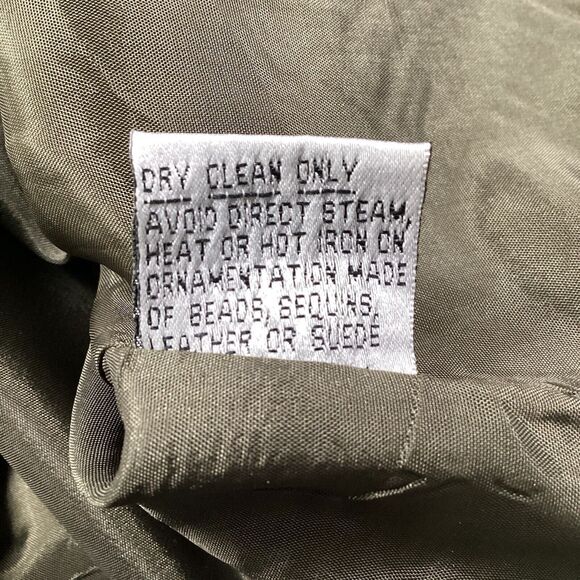 DRY CLEAN ONLY
AVOID DIRECT STEAM,
HEAT OR HOT IRON ON
ORNAMENTATION MADE
OF BEADS, SEQUINS,
LEATHER OR SUEDE